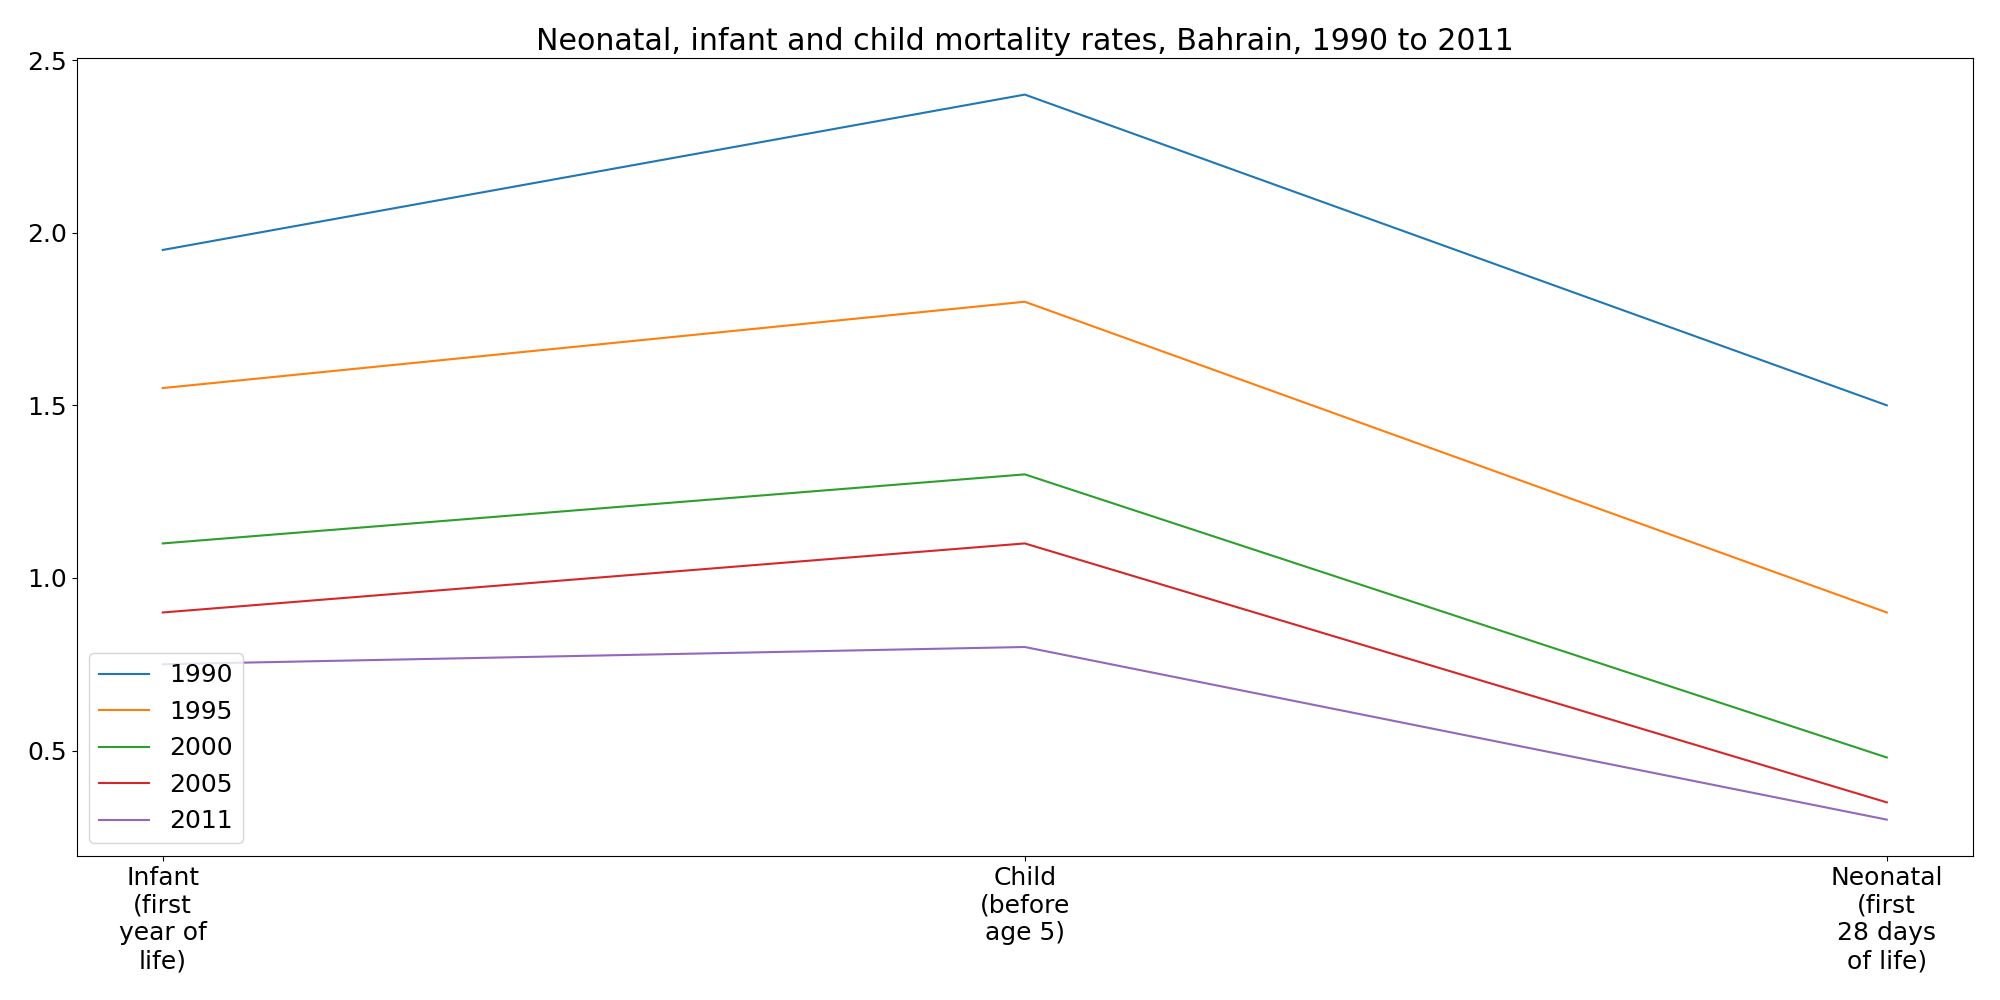 Neonatal, infant and child mortality rates, Bahrain, 1990 to 2011
2.5
2.0
1.5
1.0
0.5
1990
1995
2000
2005
2011
Infant
(first
year of
life)
Child
(before
age 5)
Neonatal
(first
28 days
of life)